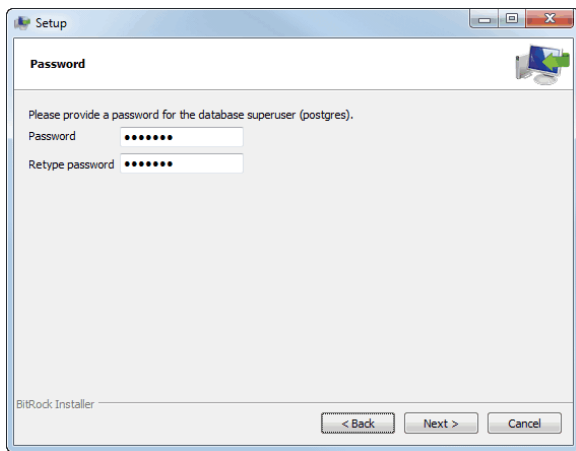 Setup
Password
Please provide a password for the database superuser (postgres).
Password •••••••
Retype password •••••••
BitRock Installer
< Back Next > Cancel